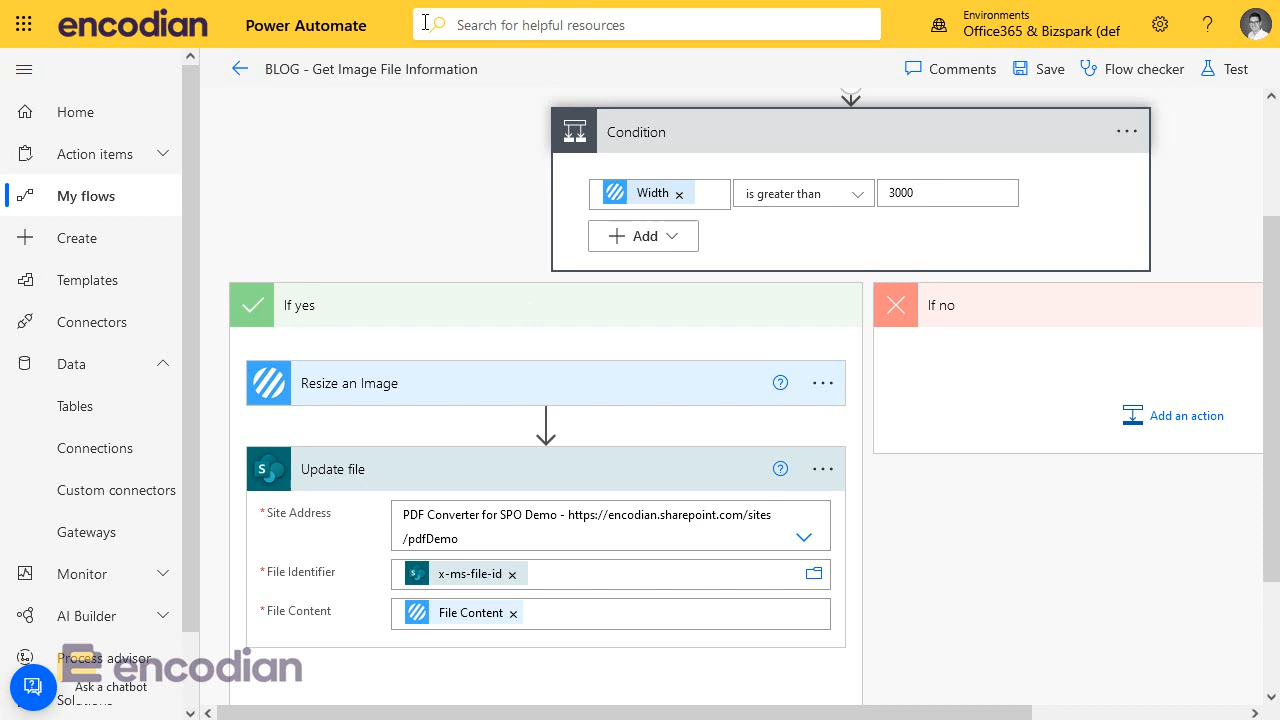 encodian
Power Automate
Search for helpful resources
Environments
Office365 & Bizspark (def
BLOG - Get Image File Information
Comments
Save
Flow checker
Test
Home
Action items
My flows
Create
Templates
Connectors
Data
Tables
Connections
Custom connectors
Gateways
Monitor
AI Builder
Process advisor
Solutions
Ask a chatbot
encodian
Condition
Width
is greater than
3000
Add
If yes
Resize an Image
Update file
* Site Address
PDF Converter for SPO Demo - https://encodian.sharepoint.com/sites
/pdfDemo
* File Identifier
x-ms-file-id
* File Content
File Content
If no
Add an action